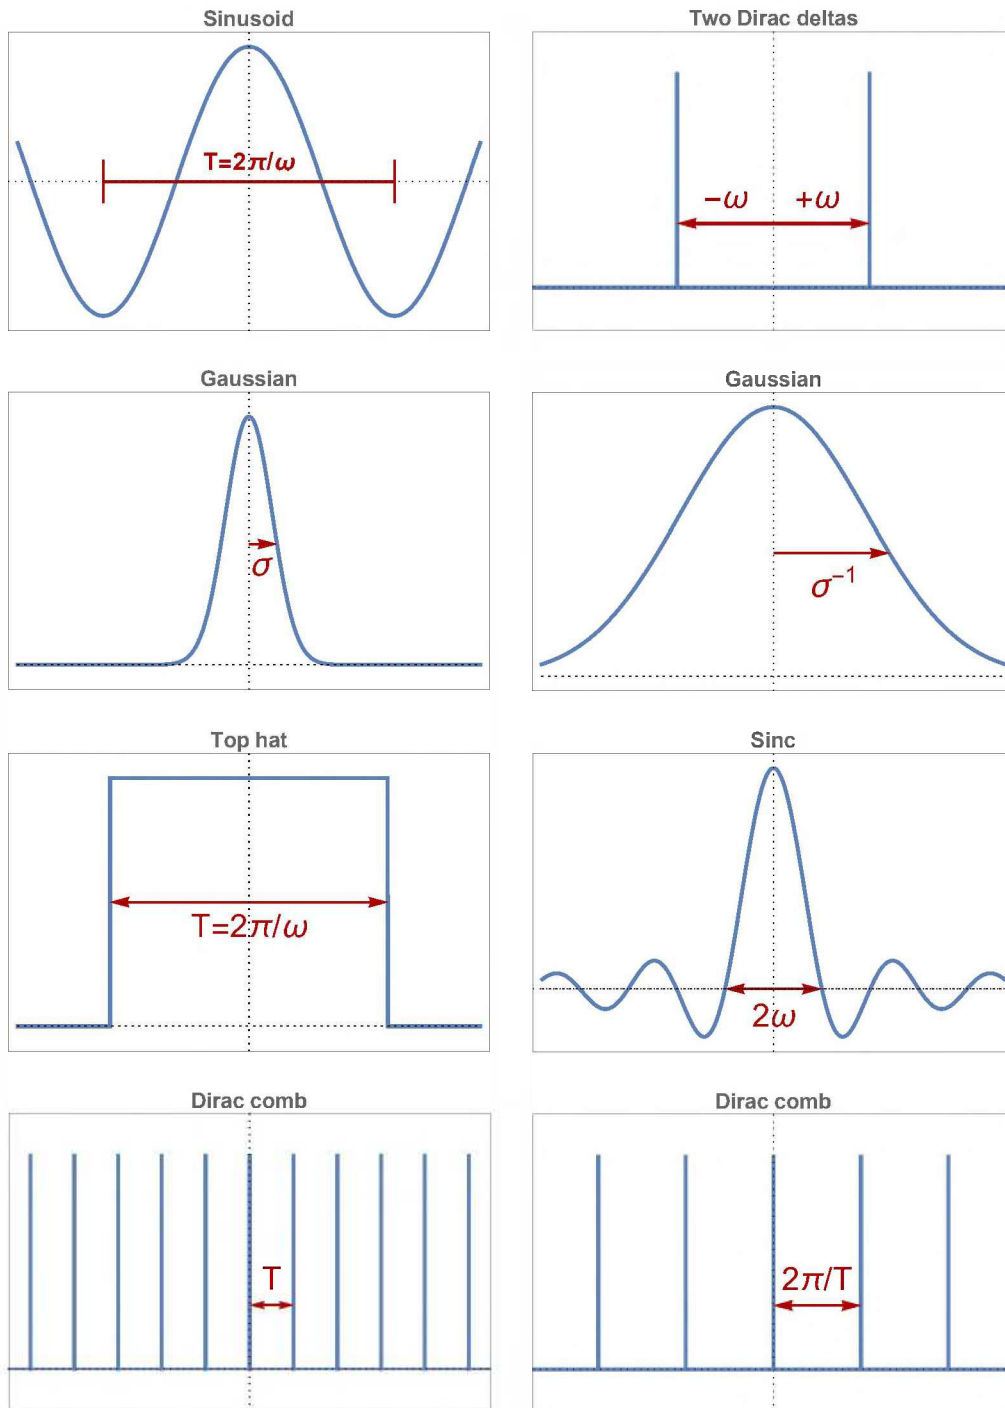 Sinusoid
Two Dirac deltas
T=2π/ω
−ω
+ω
Gaussian
Gaussian
σ
σ⁻¹
Top hat
Sinc
T=2π/ω
2ω
Dirac comb
Dirac comb
T
2π/T